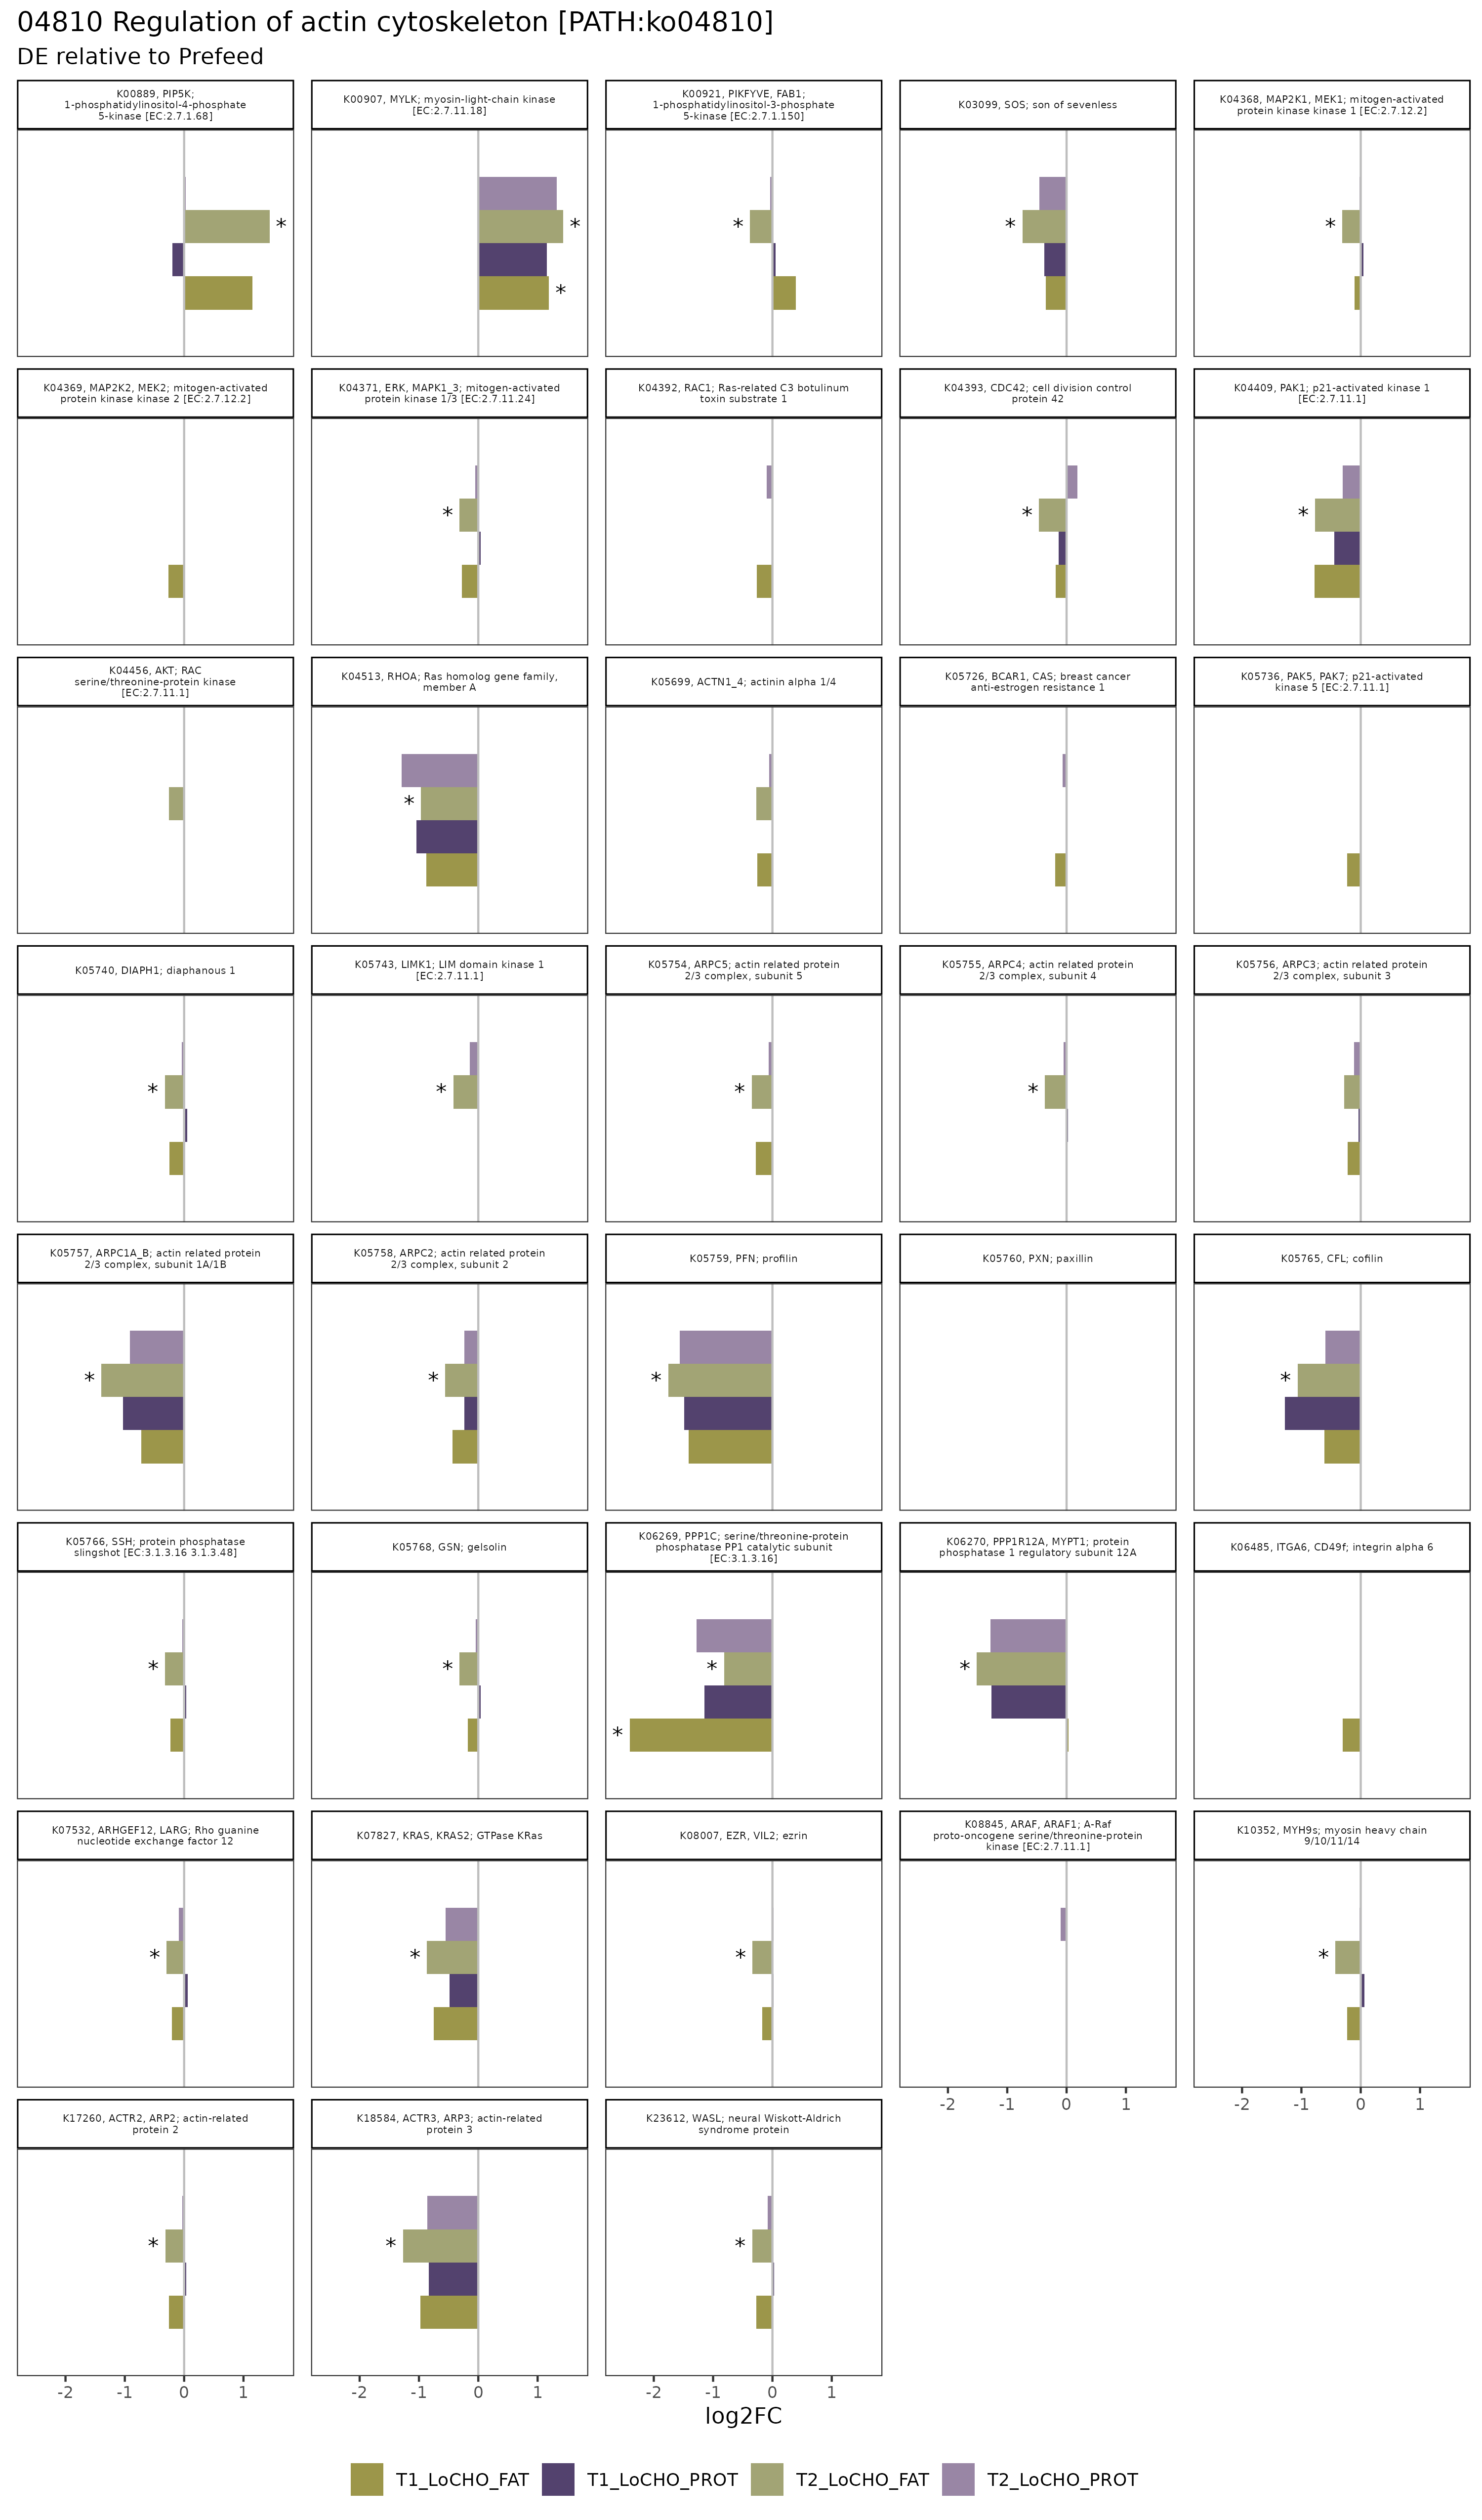 04810 Regulation of actin cytoskeleton [PATH:ko04810]
DE relative to Prefeed
K00889, PIP5K;
1-phosphatidylinositol-4-phosphate
5-kinase [EC:2.7.1.68]
K00907, MYLK; myosin-light-chain kinase
[EC:2.7.11.18]
K00921, PIKFYVE, FAB1;
1-phosphatidylinositol-3-phosphate
5-kinase [EC:2.7.1.150]
K03099, SOS; son of sevenless
K04368, MAP2K1, MEK1; mitogen-activated
protein kinase kinase 1 [EC:2.7.12.2]
*
*
*
*
*
*
K04369, MAP2K2, MEK2; mitogen-activated
protein kinase kinase 2 [EC:2.7.12.2]
K04371, ERK, MAPK1_3; mitogen-activated
protein kinase 1/3 [EC:2.7.11.24]
K04392, RAC1; Ras-related C3 botulinum
toxin substrate 1
K04393, CDC42; cell division control
protein 42
K04409, PAK1; p21-activated kinase 1
[EC:2.7.11.1]
*
*
*
K04456, AKT; RAC
serine/threonine-protein kinase
[EC:2.7.11.1]
K04513, RHOA; Ras homolog gene family,
member A
K05699, ACTN1_4; actinin alpha 1/4
K05726, BCAR1, CAS; breast cancer
anti-estrogen resistance 1
K05736, PAK5, PAK7; p21-activated
kinase 5 [EC:2.7.11.1]
*
K05740, DIAPH1; diaphanous 1
K05743, LIMK1; LIM domain kinase 1
[EC:2.7.11.1]
K05754, ARPC5; actin related protein
2/3 complex, subunit 5
K05755, ARPC4; actin related protein
2/3 complex, subunit 4
K05756, ARPC3; actin related protein
2/3 complex, subunit 3
*
*
*
*
K05757, ARPC1A_B; actin related protein
2/3 complex, subunit 1A/1B
K05758, ARPC2; actin related protein
2/3 complex, subunit 2
K05759, PFN; profilin
K05760, PXN; paxillin
K05765, CFL; cofilin
*
*
*
*
K05766, SSH; protein phosphatase
slingshot [EC:3.1.3.16 3.1.3.48]
K05768, GSN; gelsolin
K06269, PPP1C; serine/threonine-protein
phosphatase PP1 catalytic subunit
[EC:3.1.3.16]
K06270, PPP1R12A, MYPT1; protein
phosphatase 1 regulatory subunit 12A
K06485, ITGA6, CD49f; integrin alpha 6
*
*
*
*
*
K07532, ARHGEF12, LARG; Rho guanine
nucleotide exchange factor 12
K07827, KRAS, KRAS2; GTPase KRas
K08007, EZR, VIL2; ezrin
K08845, ARAF, ARAF1; A-Raf
proto-oncogene serine/threonine-protein
kinase [EC:2.7.11.1]
K10352, MYH9s; myosin heavy chain
9/10/11/14
*
*
*
*
-2 -1 0 1
-2 -1 0 1
K17260, ACTR2, ARP2; actin-related
protein 2
K18584, ACTR3, ARP3; actin-related
protein 3
K23612, WASL; neural Wiskott-Aldrich
syndrome protein
*
*
*
-2 -1 0 1
-2 -1 0 1
-2 -1 0 1
log2FC
T1_LoCHO_FAT T1_LoCHO_PROT T2_LoCHO_FAT T2_LoCHO_PROT